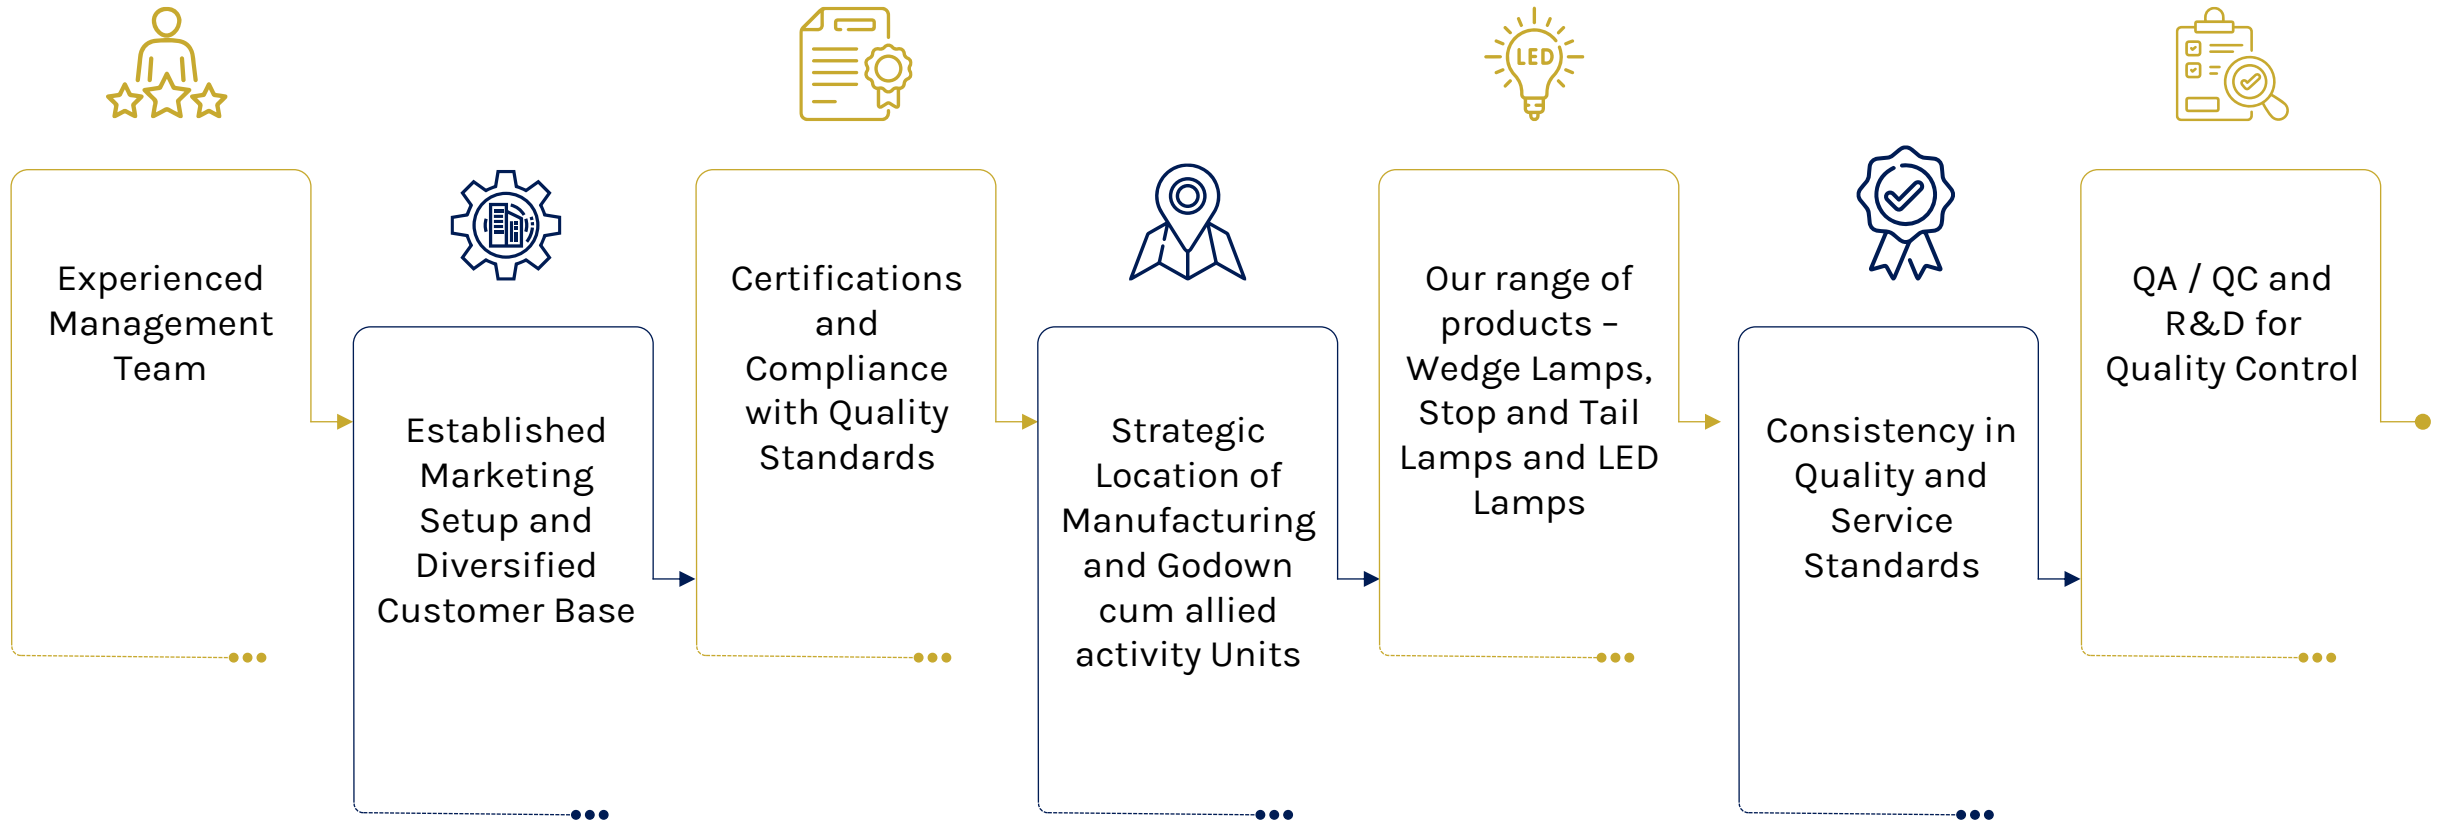 Experienced
Management
Team
Established
Marketing
Setup and
Diversified
Customer Base
Certifications
and
Compliance
with Quality
Standards
Strategic
Location of
Manufacturing
and Godown
cum allied
activity Units
LED
Our range of
products –
Wedge Lamps,
Stop and Tail
Lamps and LED
Lamps
Consistency in
Quality and
Service
Standards
QA / QC and
R&D for
Quality Control